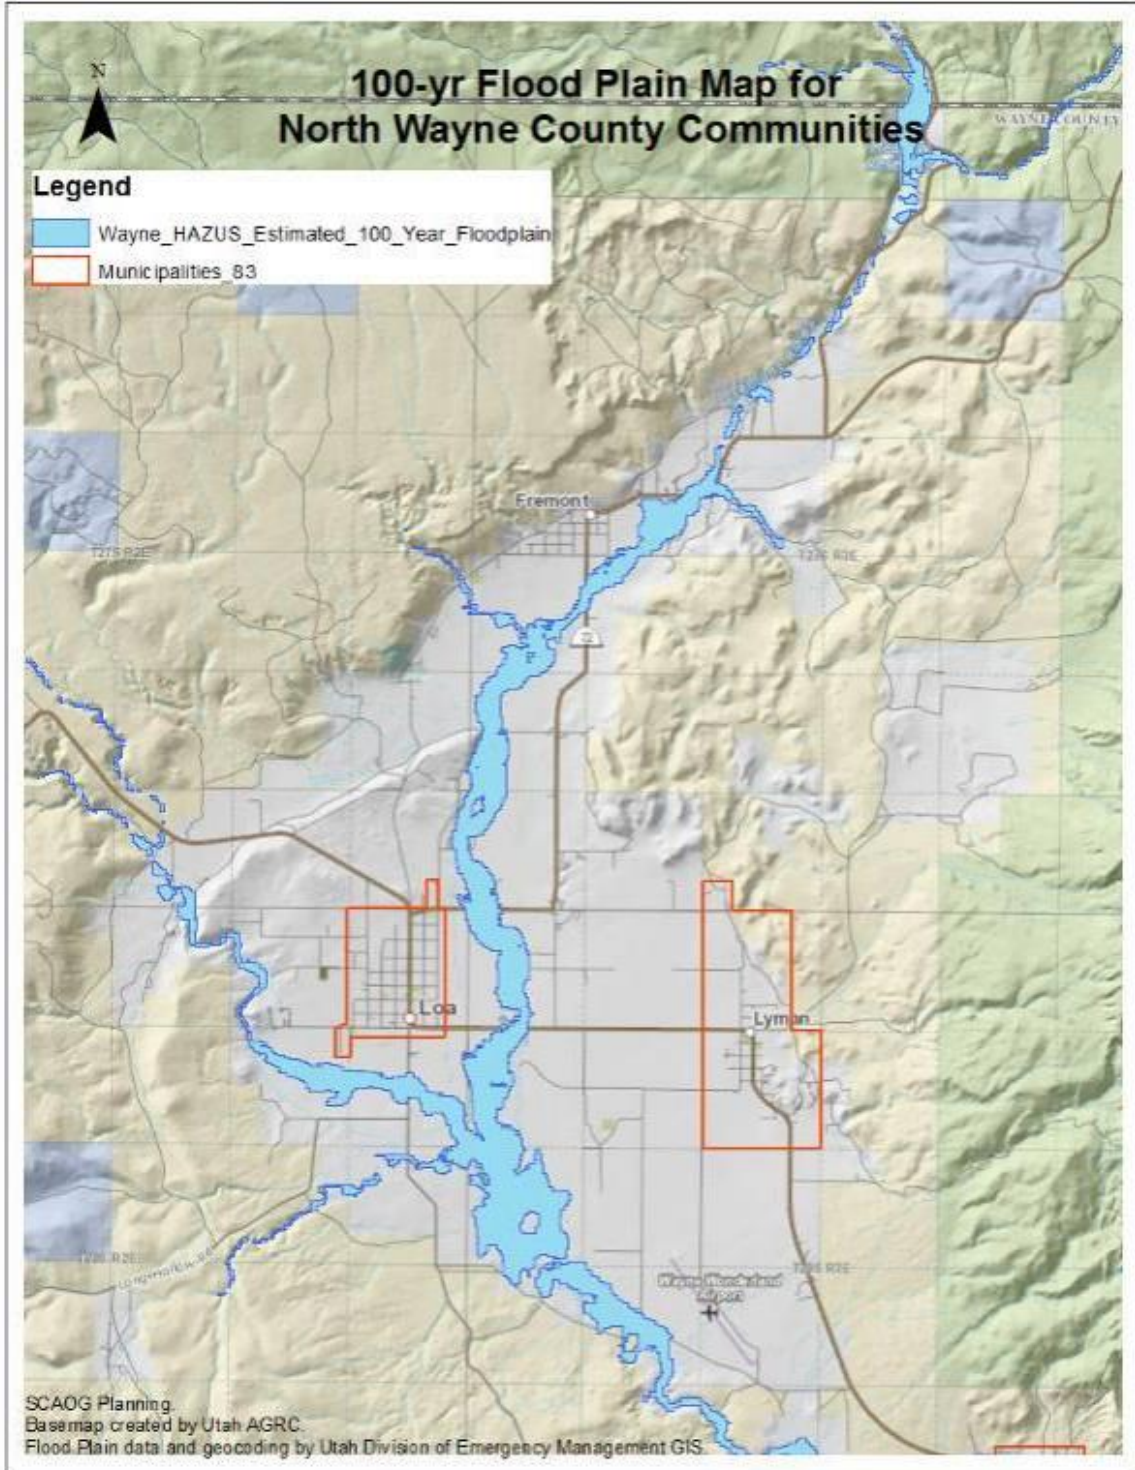 N
100-yr Flood Plain Map for
North Wayne County Communities
WAYNE COUNTY
Legend
Wayne_HAZUS_Estimated_100_Year_Floodplain
Municipalities_83
Fremont
T27S R2E
72
Loa
Lyman
Wayne Wonderland
Airport
T28S R2E
SCAOG Planning.
Basemap created by Utah AGRC.
Flood Plain data and geocoding by Utah Division of Emergency Management GIS.